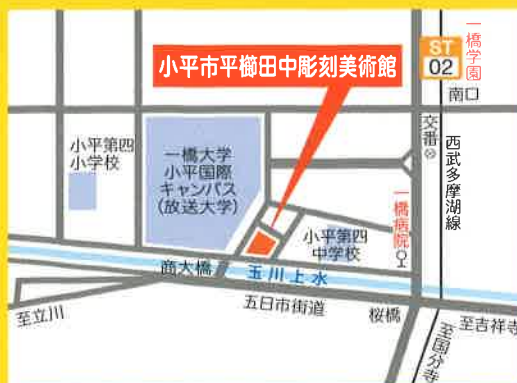 小平市平櫛田中彫刻美術館
ST
02
一橋学園
南口
交番
西武多摩湖線
小平第四
小学校
一橋大学
小平国際
キャンパス
(放送大学)
一橋病院
小平第四
中学校
商大橋
玉川上水
五日市街道
桜橋
至立川
至吉祥寺
至国分寺